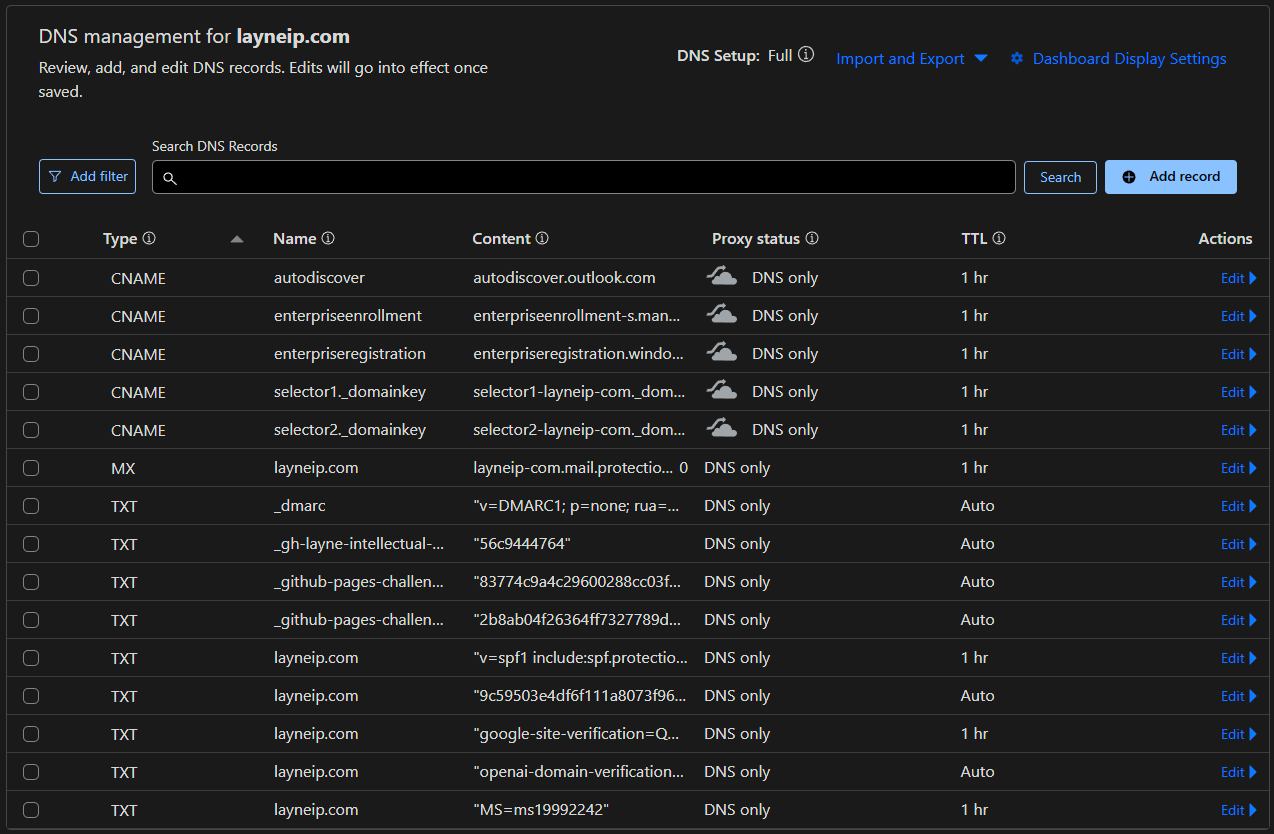 DNS management for layneip.com
Review, add, and edit DNS records. Edits will go into effect once
saved.
DNS Setup: Full
Import and Export
Dashboard Display Settings
Search DNS Records
Add filter
Search
Add record
Type Name Content Proxy status TTL Actions
CNAME autodiscover autodiscover.outlook.com DNS only 1 hr Edit
CNAME enterpriseenrollment enterpriseenrollment-s.man... DNS only 1 hr Edit
CNAME enterpriseregistration enterpriseregistration.windo... DNS only 1 hr Edit
CNAME selector1._domainkey selector1-layneip-com._dom... DNS only 1 hr Edit
CNAME selector2._domainkey selector2-layneip-com._dom... DNS only 1 hr Edit
MX layneip.com layneip-com.mail.protectio... 0 DNS only 1 hr Edit
TXT _dmarc "v=DMARC1; p=none; rua=... DNS only Auto Edit
TXT _gh-layne-intellectual-... "56c9444764" DNS only Auto Edit
TXT _github-pages-challen... "83774c9a4c29600288cc03f... DNS only Auto Edit
TXT _github-pages-challen... "2b8ab04f26364ff7327789d... DNS only Auto Edit
TXT layneip.com "v=spf1 include:spf.protectio... DNS only 1 hr Edit
TXT layneip.com "9c59503e4df6f111a8073f96... DNS only Auto Edit
TXT layneip.com "google-site-verification=Q... DNS only 1 hr Edit
TXT layneip.com "openai-domain-verification... DNS only Auto Edit
TXT layneip.com "MS=ms19992242" DNS only 1 hr Edit